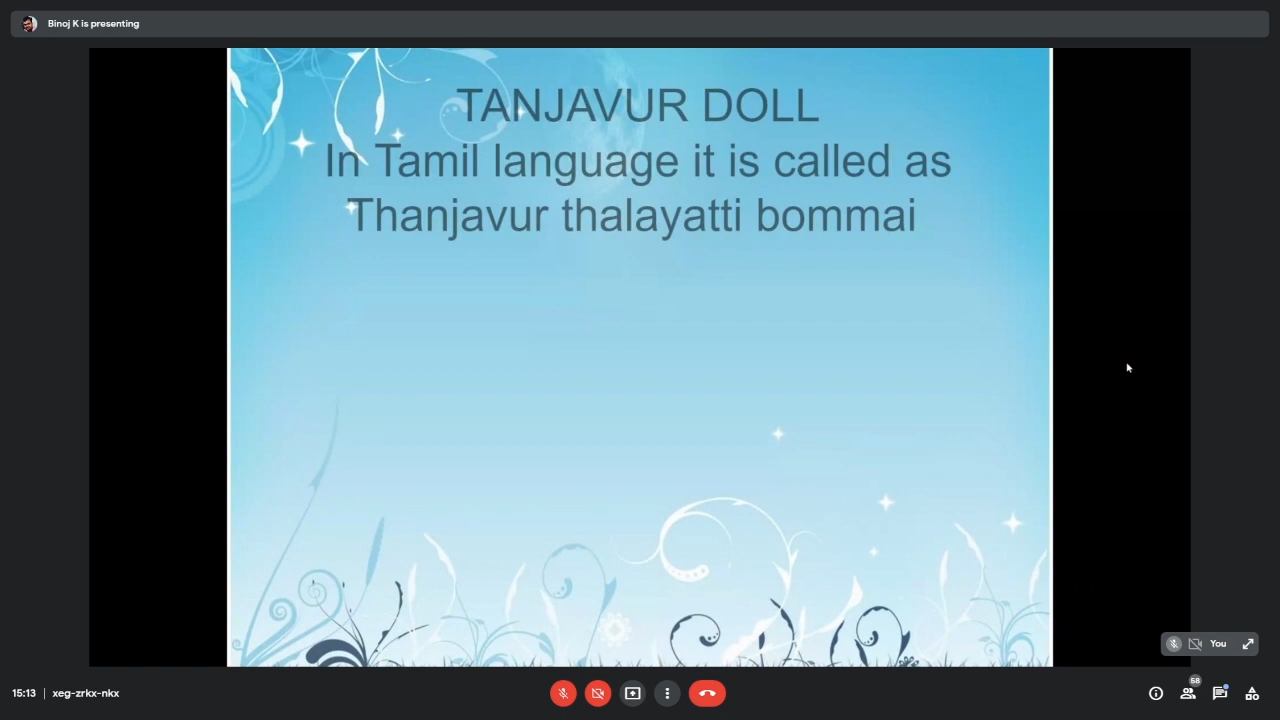 Binoj K is presenting
TANJAVUR DOLL
In Tamil language it is called as
Thanjavur thalayatti bommai
You
58
15:13 | xeg-zrkx-nkx